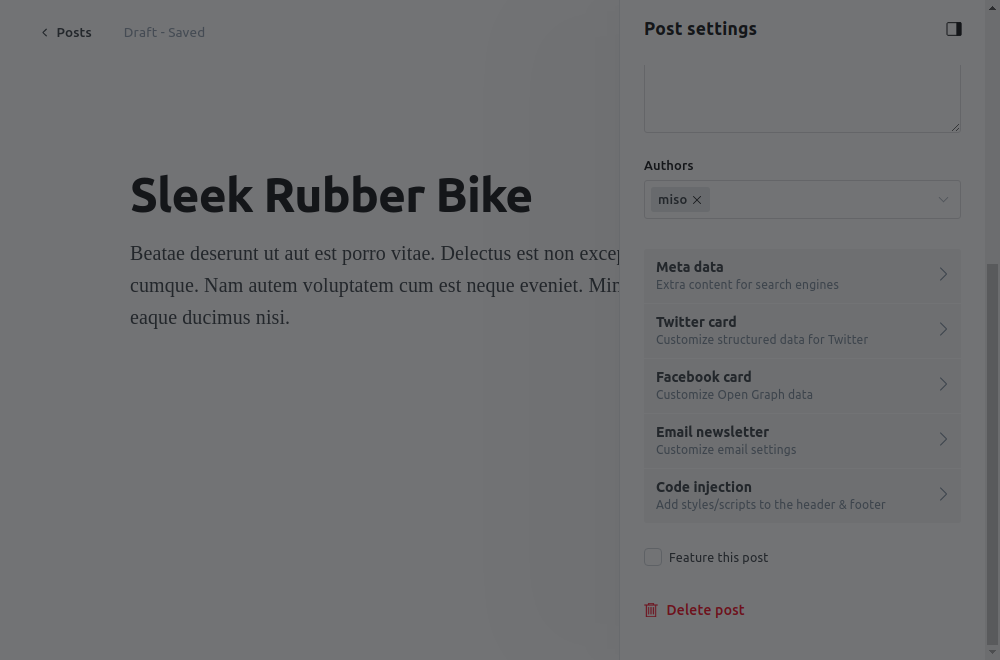 Posts
Draft - Saved
Post settings
Authors
miso
Sleek Rubber Bike
Beatae deserunt ut aut est porro vitae. Delectus est non
cumque. Nam autem voluptatem cum est neque eveniet.
eaque ducimus nisi.
Meta data
Extra content for search engines
Twitter card
Customize structured data for Twitter
Facebook card
Customize Open Graph data
Email newsletter
Customize email settings
Code injection
Add styles/scripts to the header & footer
Feature this post
Delete post